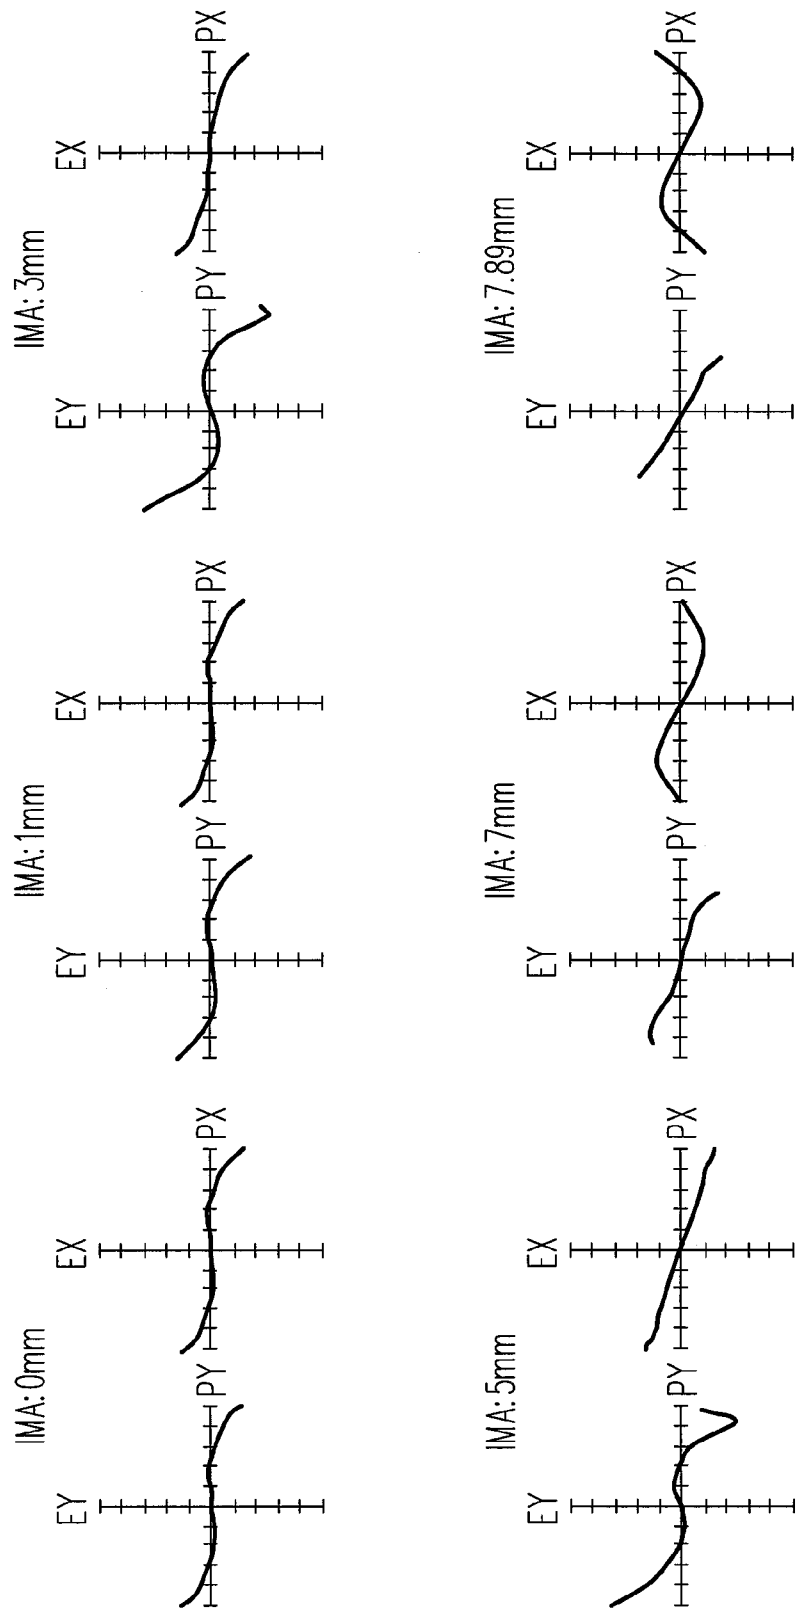 IMA: 0mm
EY
PY
EX
PX
IMA: 1mm
EY
PY
EX
PX
IMA: 3mm
EY
PY
EX
PX
IMA: 5mm
EY
PY
EX
PX
IMA: 7mm
EY
PY
EX
PX
IMA: 7.89mm
EY
PY
EX
PX